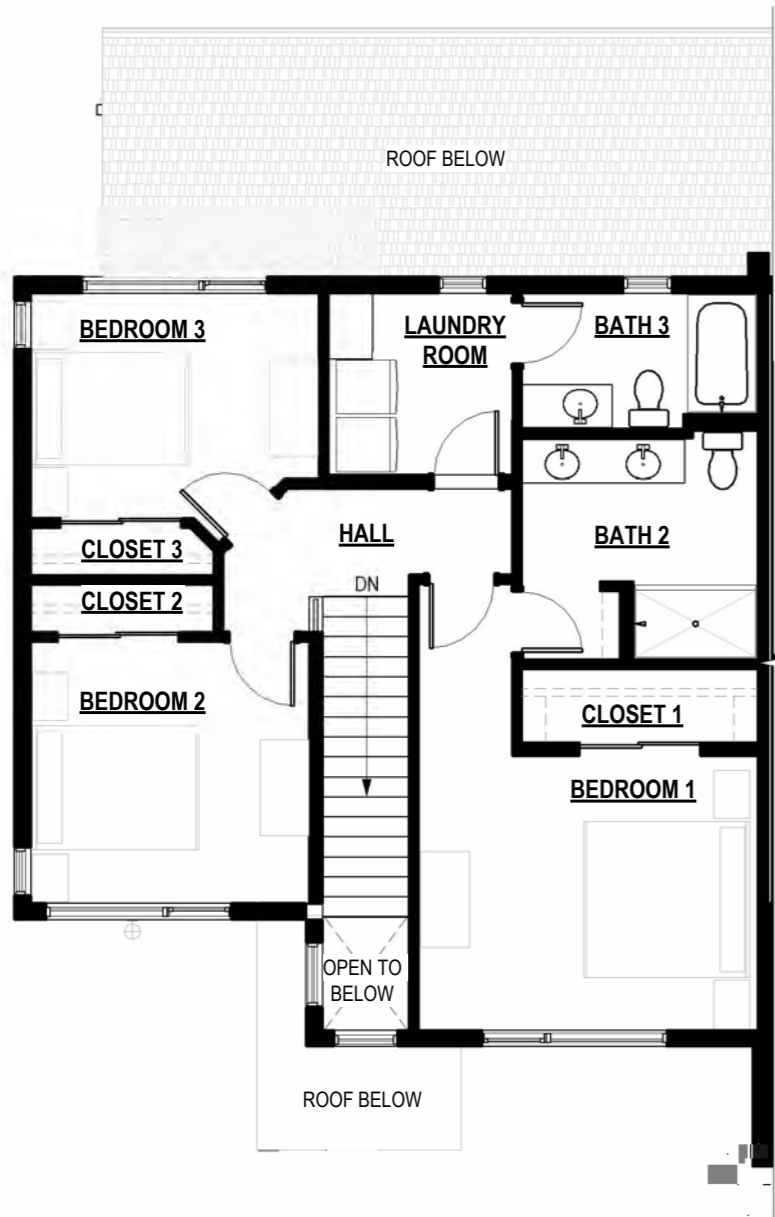 ROOF BELOW
BEDROOM 3
LAUNDRY
ROOM
BATH 3
HALL
BATH 2
CLOSET 3
DN
CLOSET 2
BEDROOM 2
CLOSET 1
BEDROOM 1
OPEN TO
BELOW
ROOF BELOW